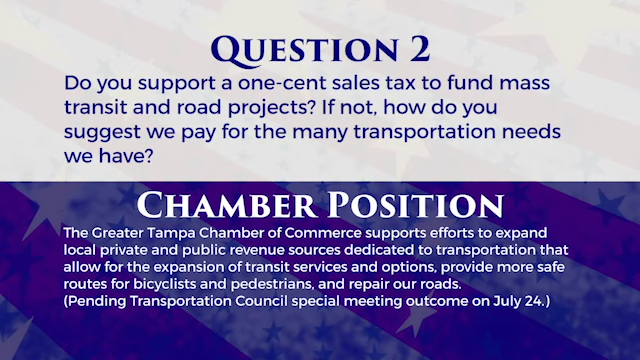 QUESTION 2
Do you support a one-cent sales tax to fund mass
transit and road projects? If not, how do you
suggest we pay for the many transportation needs
we have?
CHAMBER POSITION
The Greater Tampa Chamber of Commerce supports efforts to expand
local private and public revenue sources dedicated to transportation that
allow for the expansion of transit services and options, provide more safe
routes for bicyclists and pedestrians, and repair our roads.
(Pending Transportation Council special meeting outcome on July 24.)